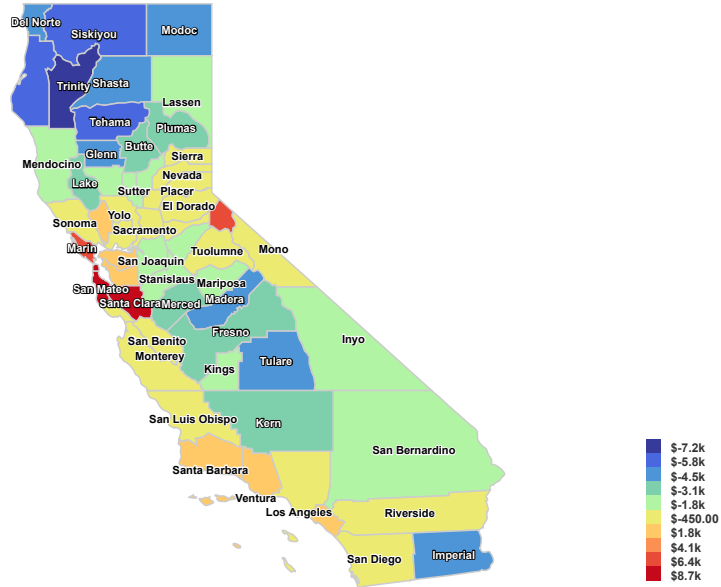 Del Norte
Siskiyou
Modoc
Trinity
Shasta
Lassen
Tehama
Plumas
Butte
Glenn
Sierra
Mendocino
Nevada
Lake
Sutter
Placer
El Dorado
Yolo
Sonoma
Sacramento
Marin
Tuolumne
Mono
San Joaquin
Stanislaus
Mariposa
San Mateo
Madera
Santa Clara
Merced
Fresno
San Benito
Inyo
Monterey
Tulare
Kings
San Luis Obispo
Kern
San Bernardino
Santa Barbara
Ventura
Los Angeles
Riverside
San Diego
Imperial
$-7.2k
$-5.8k
$-4.5k
$-3.1k
$-1.8k
$-450.00
$1.8k
$4.1k
$6.4k
$8.7k